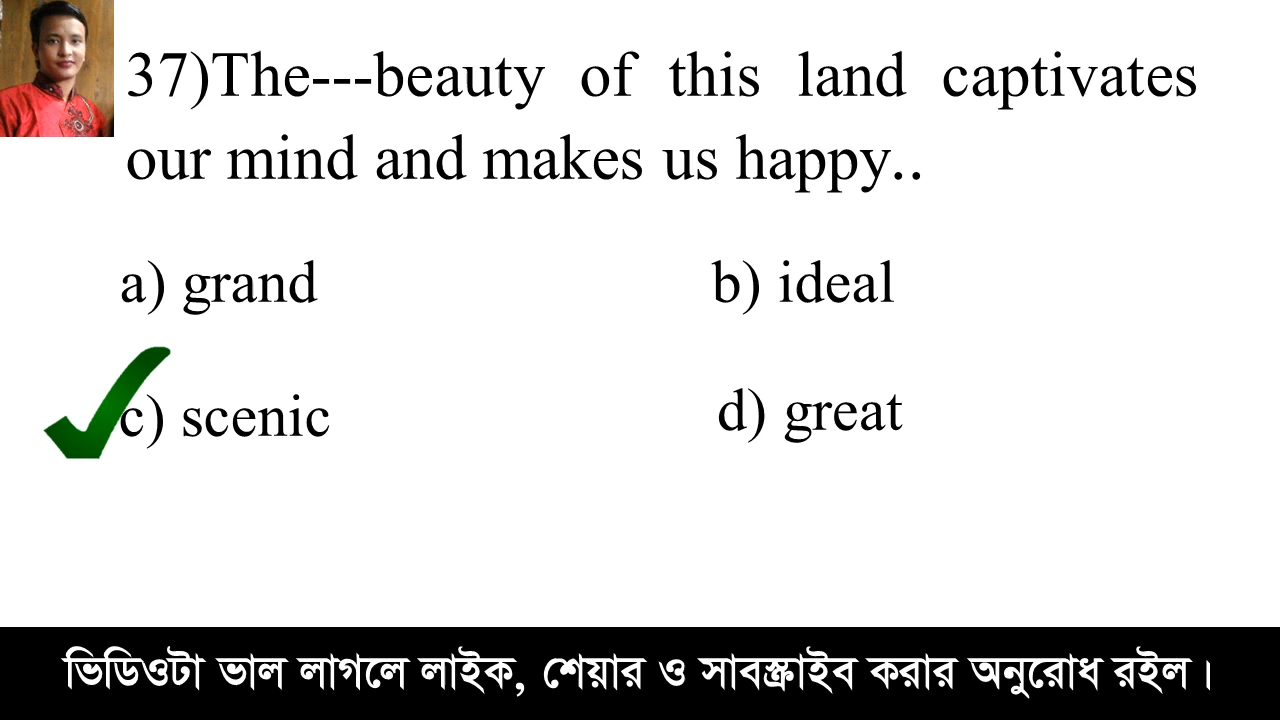 37)The---beauty of this land captivates
our mind and makes us happy..
a) grand
b) ideal
c) scenic
d) great
ভিডিওটা ভাল লাগলে লাইক, শেয়ার ও সাবস্ক্রাইব করার অনুরোধ রইল।